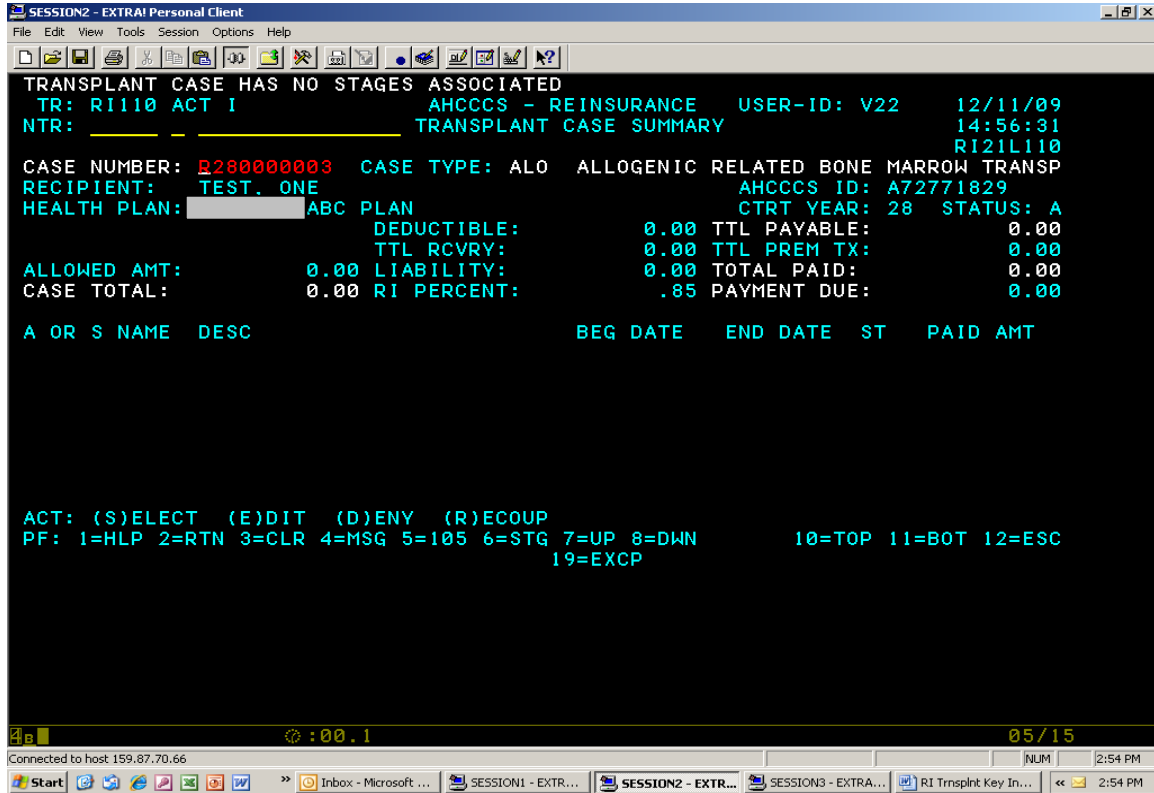 SESSION2 - EXTRA! Personal Client
File Edit View Tools Session Options Help
TRANSPLANT CASE HAS NO STAGES ASSOCIATED
TR: RI110 ACT I AHCCCS - REINSURANCE USER-ID: V22 12/11/09
NTR: TRANSPLANT CASE SUMMARY 14:56:31
RI21L110
CASE NUMBER: R280000003 CASE TYPE: ALO ALLOGENIC RELATED BONE MARROW TRANSP
RECIPIENT: TEST, ONE AHCCCS ID: A72771829
HEALTH PLAN: ABC PLAN CTRT YEAR: 28 STATUS: A
DEDUCTIBLE: 0.00 TTL PAYABLE: 0.00
TTL RCVRY: 0.00 TTL PREM TX: 0.00
ALLOWED AMT: 0.00 LIABILITY: 0.00 TOTAL PAID: 0.00
CASE TOTAL: 0.00 RI PERCENT: .85 PAYMENT DUE: 0.00
A OR S NAME DESC BEG DATE END DATE ST PAID AMT
ACT: (S)ELECT (E)DIT (D)ENY (R)ECOUP
PF: 1=HLP 2=RTN 3=CLR 4=MSG 5=105 6=STG 7=UP 8=DWN 10=TOP 11=BOT 12=ESC
19=EXCP
4B :00.1 05/15
Connected to host 159.87.70.66 NUM 2:54 PM
Start » Inbox - Microsoft ... SESSION1 - EXTR... SESSION2 - EXTR... SESSION3 - EXTRA... RI Trnsplnt Key In... « 2:54 PM